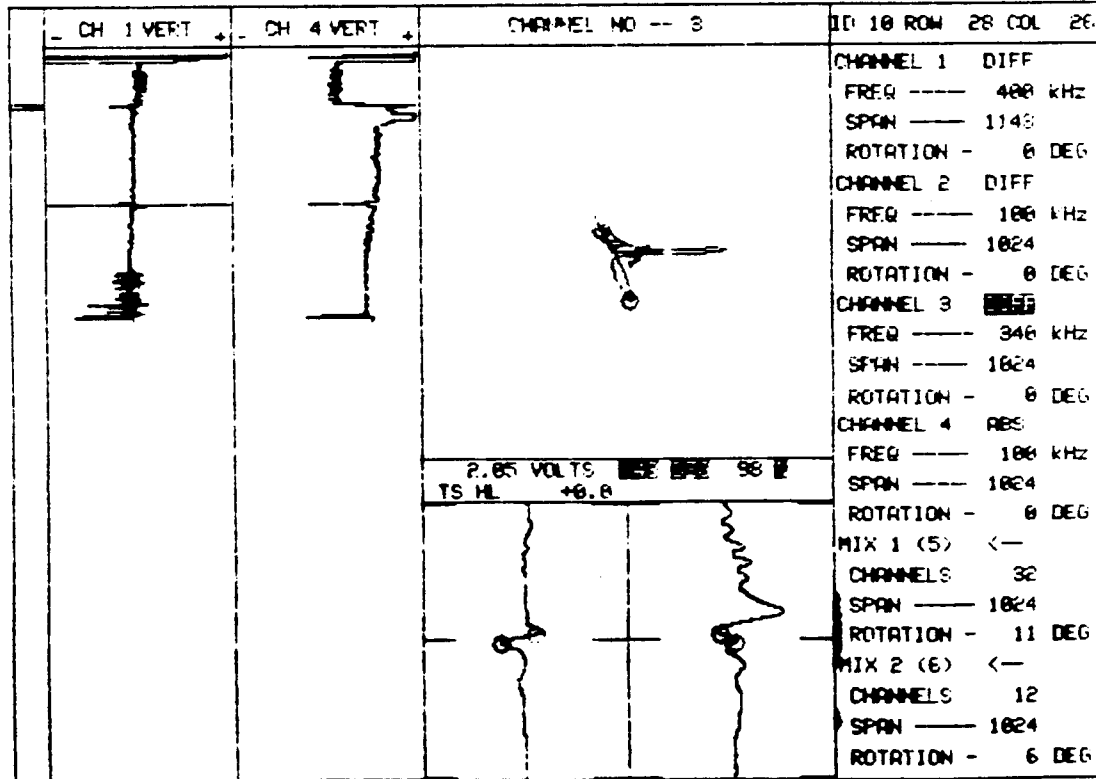 - CH 1 VERT +
- CH 4 VERT +
CHANNEL NO -- 3
ID 10 ROW 28 COL 26
CHANNEL 1 DIFF
FREQ ---- 400 kHz
SPAN ---- 1143
ROTATION - 0 DEG
CHANNEL 2 DIFF
FREQ ---- 100 kHz
SPAN ---- 1024
ROTATION - 0 DEG
CHANNEL 3 DIFF
FREQ ---- 340 kHz
SPAN ---- 1024
ROTATION - 0 DEG
CHANNEL 4 ABS
FREQ ---- 100 kHz
SPAN ---- 1024
ROTATION - 0 DEG
MIX 1 (5) <--
CHANNELS 32
SPAN ---- 1024
ROTATION - 11 DEG
MIX 2 (6) <--
CHANNELS 12
SPAN ---- 1024
ROTATION - 6 DEG
2.05 VOLTS 98
TS HL +0.0